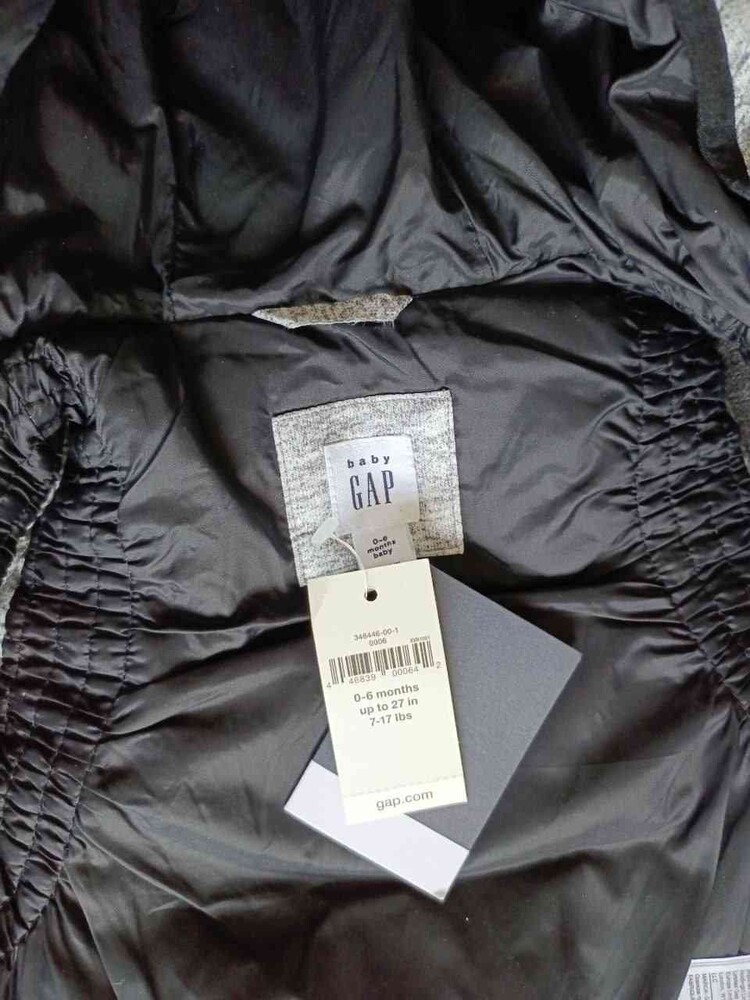 baby
GAP
0-6
months
baby
346446-00-1
0006
4 46839 00064 2
0-6 months
up to 27 in
7-17 lbs
gap.com